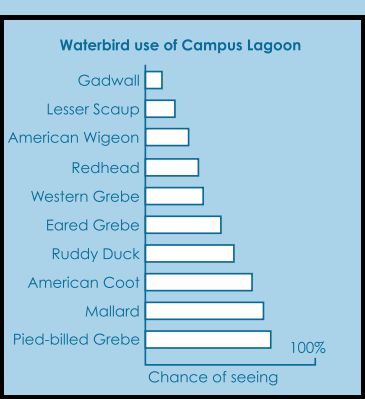 Waterbird use of Campus Lagoon
Gadwall
Lesser Scaup
American Wigeon
Redhead
Western Grebe
Eared Grebe
Ruddy Duck
American Coot
Mallard
Pied-billed Grebe
100%
Chance of seeing